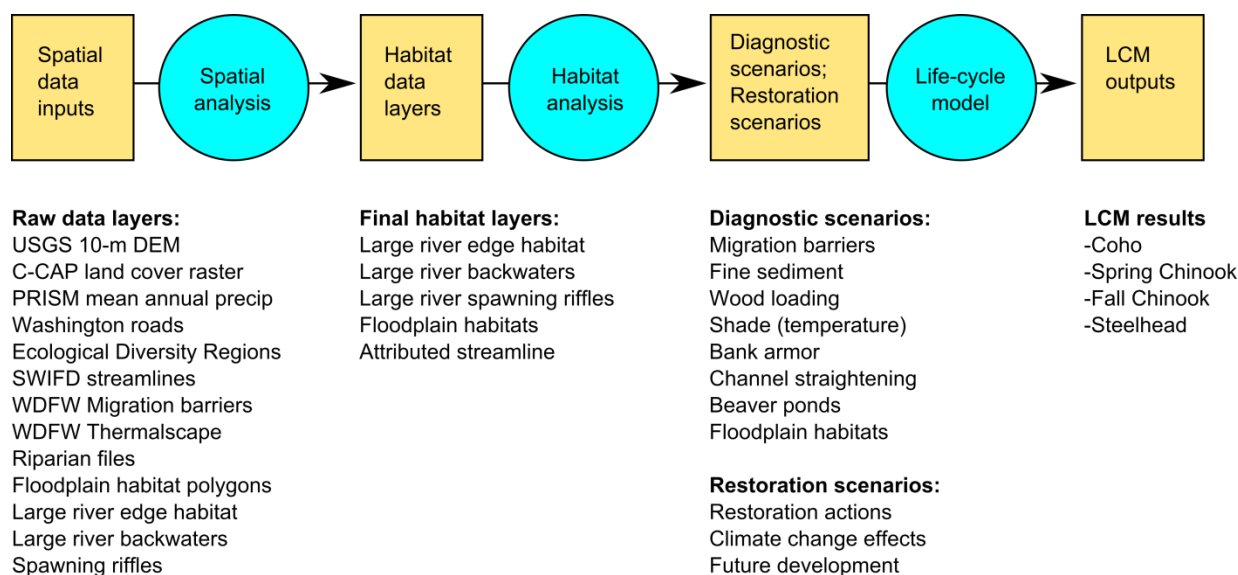 Spatial
data
inputs
Spatial
analysis
Habitat
data
layers
Habitat
analysis
Diagnostic
scenarios;
Restoration
scenarios
Life-cycle
model
LCM
outputs
Raw data layers:
USGS 10-m DEM
C-CAP land cover raster
PRISM mean annual precip
Washington roads
Ecological Diversity Regions
SWIFD streamlines
WDFW Migration barriers
WDFW Thermalscape
Riparian files
Floodplain habitat polygons
Large river edge habitat
Large river backwaters
Spawning riffles
Final habitat layers:
Large river edge habitat
Large river backwaters
Large river spawning riffles
Floodplain habitats
Attributed streamline
Diagnostic scenarios:
Migration barriers
Fine sediment
Wood loading
Shade (temperature)
Bank armor
Channel straightening
Beaver ponds
Floodplain habitats
Restoration scenarios:
Restoration actions
Climate change effects
Future development
LCM results
-Coho
-Spring Chinook
-Fall Chinook
-Steelhead